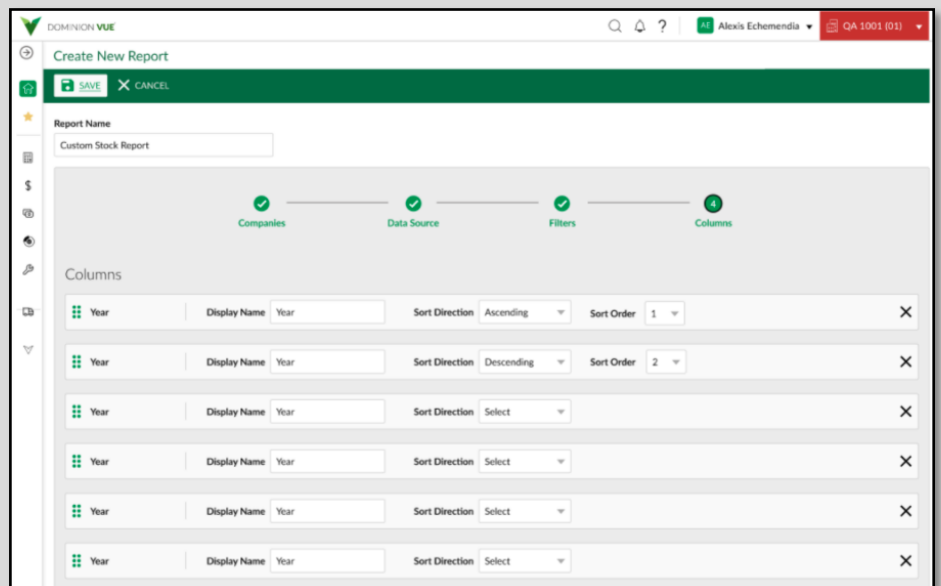 DOMINION VUE
?
AE Alexis Echemendia
QA 1001 (01)
Create New Report
SAVE
CANCEL
Report Name
Custom Stock Report
$
Companies
Data Source
Filters
4
Columns
Columns
Year Display Name Year Sort Direction Ascending Sort Order 1
Year Display Name Year Sort Direction Descending Sort Order 2
Year Display Name Year Sort Direction Select
Year Display Name Year Sort Direction Select
Year Display Name Year Sort Direction Select
Year Display Name Year Sort Direction Select